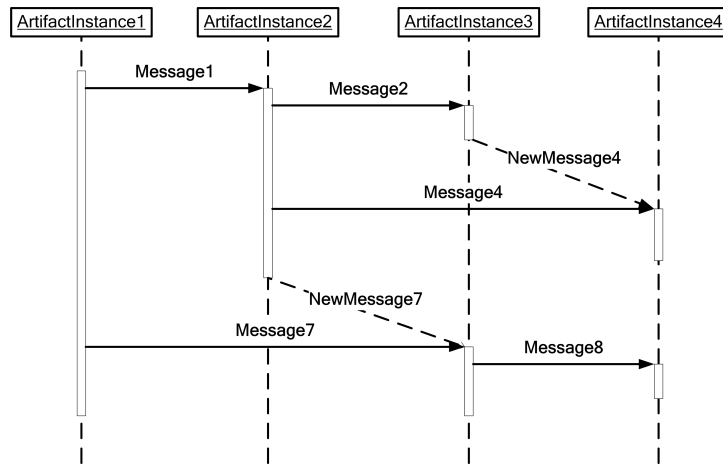 ArtifactInstance1
ArtifactInstance2
ArtifactInstance3
ArtifactInstance4
Message1
Message2
NewMessage4
Message4
NewMessage7
Message7
Message8